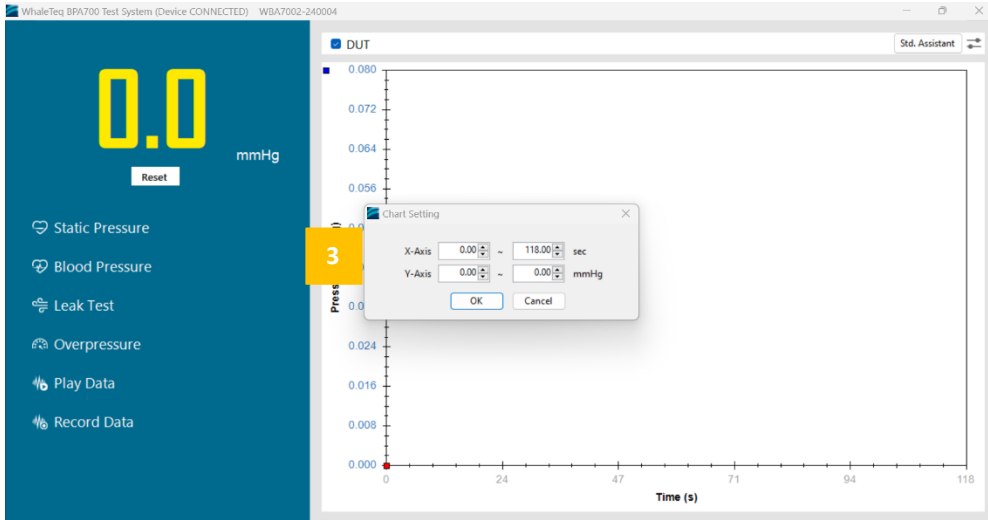 WhaleTeq BPA700 Test System (Device CONNECTED) WBA7002-240004
0.0
mmHg
Reset
Static Pressure
Blood Pressure
Leak Test
Overpressure
Play Data
Record Data
DUT
Std. Assistant
0.080
0.072
0.064
0.056
3
Chart Setting
X-Axis 0.00 ~ 118.00 sec
Y-Axis 0.00 ~ 0.00 mmHg
OK Cancel
0.024
0.016
0.008
0.000
0 24 47 71 94 118
Time (s)